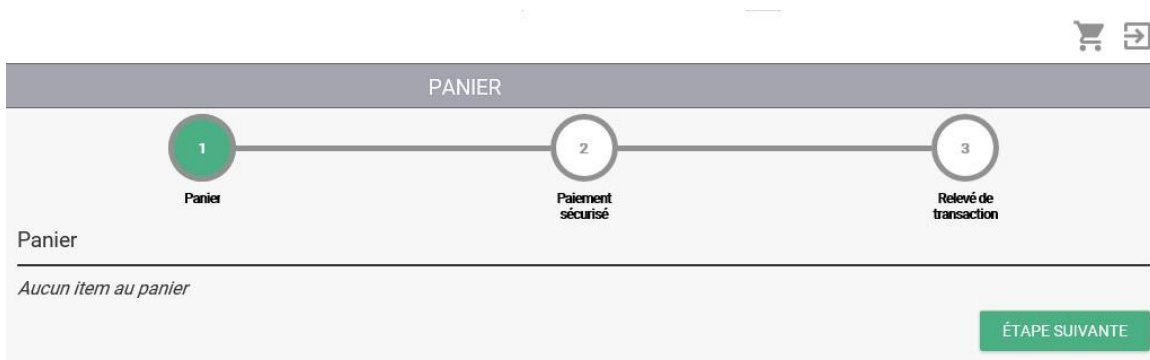 PANIER
1
2
3
Panier
Paiement
sécurisé
Relevé de
transaction
Panier
Aucun item au panier
ÉTAPE SUIVANTE